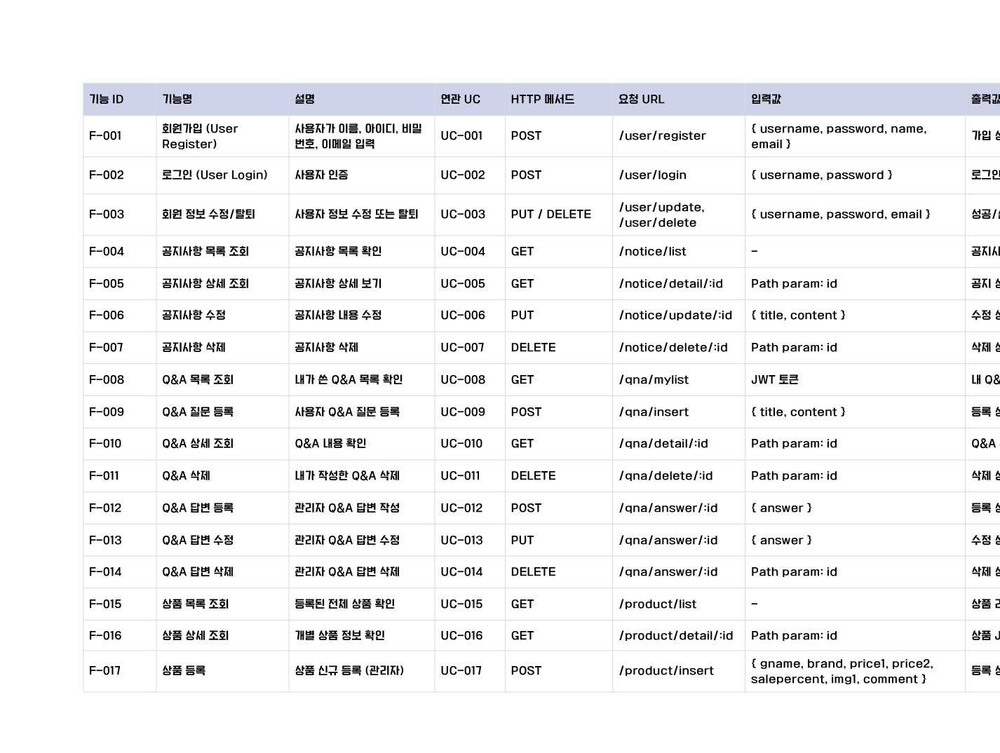 기능 ID 기능명 설명 연관 UC HTTP 메서드 요청 URL 입력값 출력값
F-001 회원가입 (User Register) 사용자가 이름, 아이디, 비밀번호, 이메일 입력 UC-001 POST /user/register { username, password, name, email } 가입
F-002 로그인 (User Login) 사용자 인증 UC-002 POST /user/login { username, password } 로그인
F-003 회원 정보 수정/탈퇴 사용자 정보 수정 또는 탈퇴 UC-003 PUT / DELETE /user/update, /user/delete { username, password, email } 성공/
F-004 공지사항 목록 조회 공지사항 목록 확인 UC-004 GET /notice/list - 공지사
F-005 공지사항 상세 조회 공지사항 상세 보기 UC-005 GET /notice/detail/:id Path param: id 공지
F-006 공지사항 수정 공지사항 내용 수정 UC-006 PUT /notice/update/:id { title, content } 수정
F-007 공지사항 삭제 공지사항 삭제 UC-007 DELETE /notice/delete/:id Path param: id 삭제
F-008 Q&A 목록 조회 내가 쓴 Q&A 목록 확인 UC-008 GET /qna/mylist JWT 토큰 내 Q&
F-009 Q&A 질문 등록 사용자 Q&A 질문 등록 UC-009 POST /qna/insert { title, content } 등록
F-010 Q&A 상세 조회 Q&A 내용 확인 UC-010 GET /qna/detail/:id Path param: id Q&A
F-011 Q&A 삭제 내가 작성한 Q&A 삭제 UC-011 DELETE /qna/delete/:id Path param: id 삭제
F-012 Q&A 답변 등록 관리자 Q&A 답변 작성 UC-012 POST /qna/answer/:id { answer } 등록
F-013 Q&A 답변 수정 관리자 Q&A 답변 수정 UC-013 PUT /qna/answer/:id { answer } 수정
F-014 Q&A 답변 삭제 관리자 Q&A 답변 삭제 UC-014 DELETE /qna/answer/:id Path param: id 삭제
F-015 상품 목록 조회 등록된 전체 상품 확인 UC-015 GET /product/list - 상품
F-016 상품 상세 조회 개별 상품 정보 확인 UC-016 GET /product/detail/:id Path param: id 상품 J
F-017 상품 등록 상품 신규 등록 (관리자) UC-017 POST /product/insert { gname, brand, price1, price2, salepercent, img1, comment } 등록